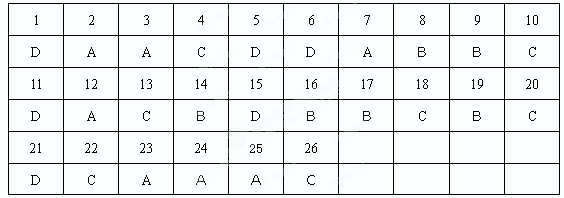 1 2 3 4 5 6 7 8 9 10
D A A C D D A B B C
11 12 13 14 15 16 17 18 19 20
D A C B D B B C B C
21 22 23 24 25 26
D C A A A C